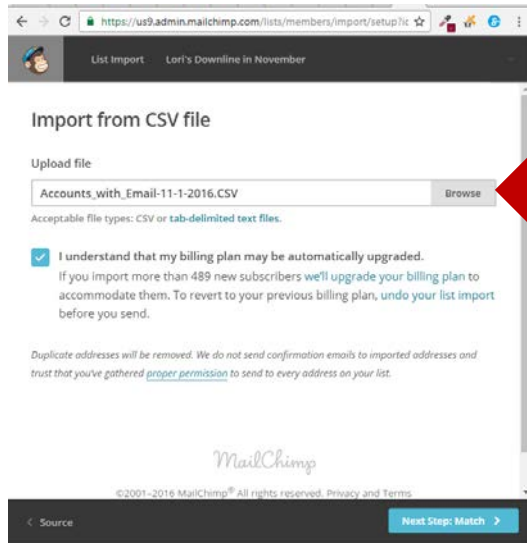 https://us9.admin.mailchimp.com/lists/members/import/setup?ic
List Import Lori's Downline in November
Import from CSV file
Upload file
Accounts_with_Email-11-1-2016.CSV Browse
Acceptable file types: CSV or tab-delimited text files.
I understand that my billing plan may be automatically upgraded.
If you import more than 489 new subscribers we'll upgrade your billing plan to
accommodate them. To revert to your previous billing plan, undo your list import
before you send.
Duplicate addresses will be removed. We do not send confirmation emails to imported addresses and
trust that you've gathered proper permission to send to every address on your list.
MailChimp
©2001–2016 MailChimp® All rights reserved. Privacy and Terms
< Source Next Step: Match >